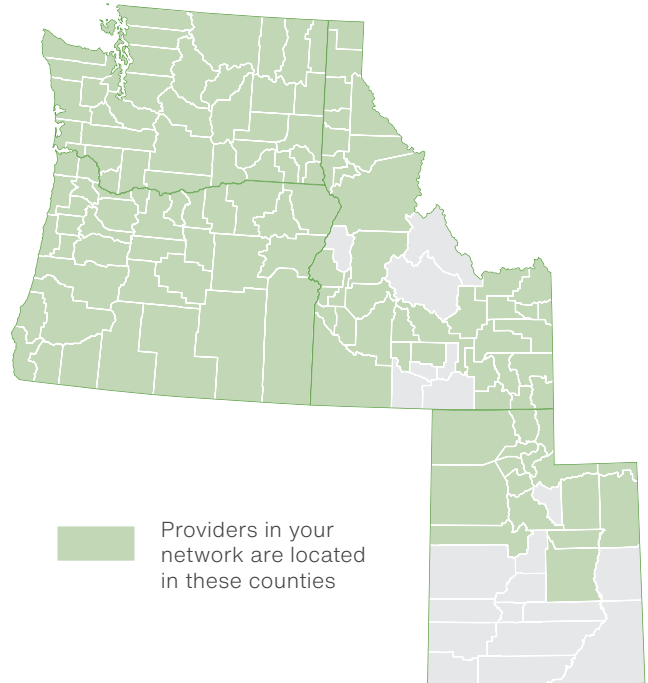 Providers in your
network are located
in these counties